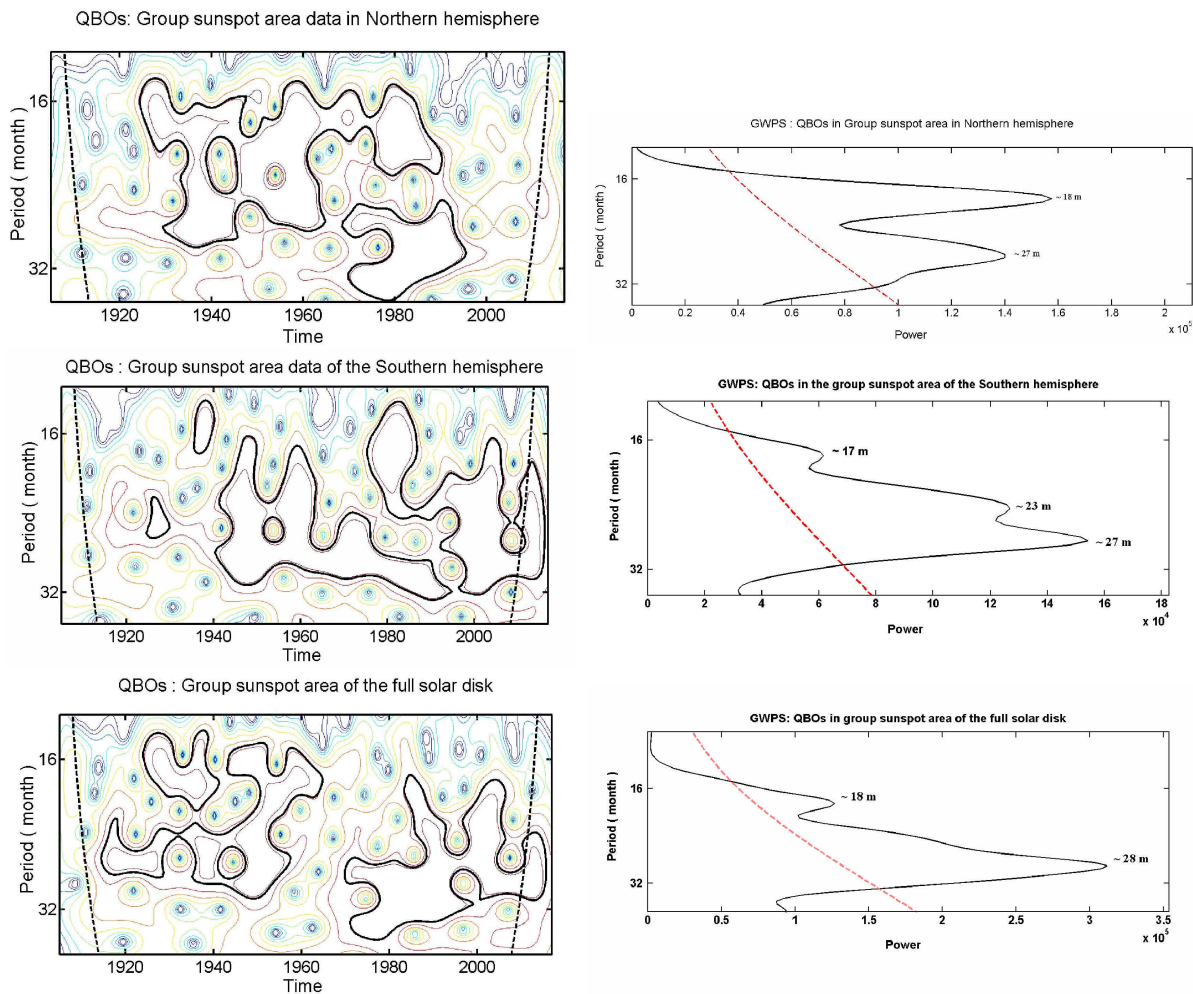 QBOs: Group sunspot area data in Northern hemisphere
Period ( month )
16
32
1920 1940 1960 1980 2000
Time
GWPS : QBOs in Group sunspot area in Northern hemisphere
Period ( month )
16
32
~ 18 m
~ 27 m
0 0.2 0.4 0.6 0.8 1 1.2 1.4 1.6 1.8 2
Power
x 10^5
QBOs : Group sunspot area data of the Southern hemisphere
Period ( month )
16
32
1920 1940 1960 1980 2000
Time
GWPS: QBOs in the group sunspot area of the Southern hemisphere
Period ( month )
16
32
~ 17 m
~ 23 m
~ 27 m
0 2 4 6 8 10 12 14 16 18
Power
x 10^4
QBOs : Group sunspot area of the full solar disk
Period ( month )
16
32
1920 1940 1960 1980 2000
Time
GWPS: QBOs in group sunspot area of the full solar disk
Period ( month )
16
32
~ 18 m
~ 28 m
0 0.5 1 1.5 2 2.5 3 3.5
Power
x 10^5